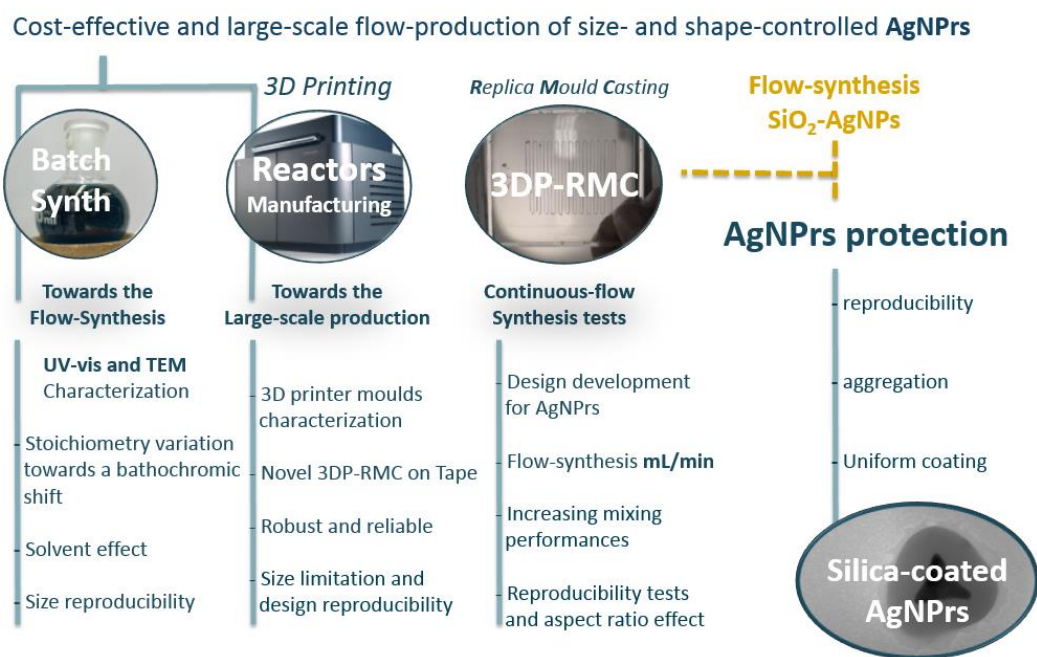 Cost-effective and large-scale flow-production of size- and shape-controlled AgNPrs
3D Printing
Replica Mould Casting
Flow-synthesis
SiO₂-AgNPs
Batch
Synth
Reactors
Manufacturing
3DP-RMC
AgNPrs protection
Towards the
Flow-Synthesis
UV-vis and TEM
Characterization
- Stoichiometry variation
towards a bathochromic
shift
- Solvent effect
- Size reproducibility
Towards the
Large-scale production
- 3D printer moulds
characterization
- Novel 3DP-RMC on Tape
- Robust and reliable
- Size limitation and
design reproducibility
Continuous-flow
Synthesis tests
- Design development
for AgNPrs
- Flow-synthesis mL/min
- Increasing mixing
performances
- Reproducibility tests
and aspect ratio effect
- reproducibility
- aggregation
- Uniform coating
Silica-coated
AgNPrs